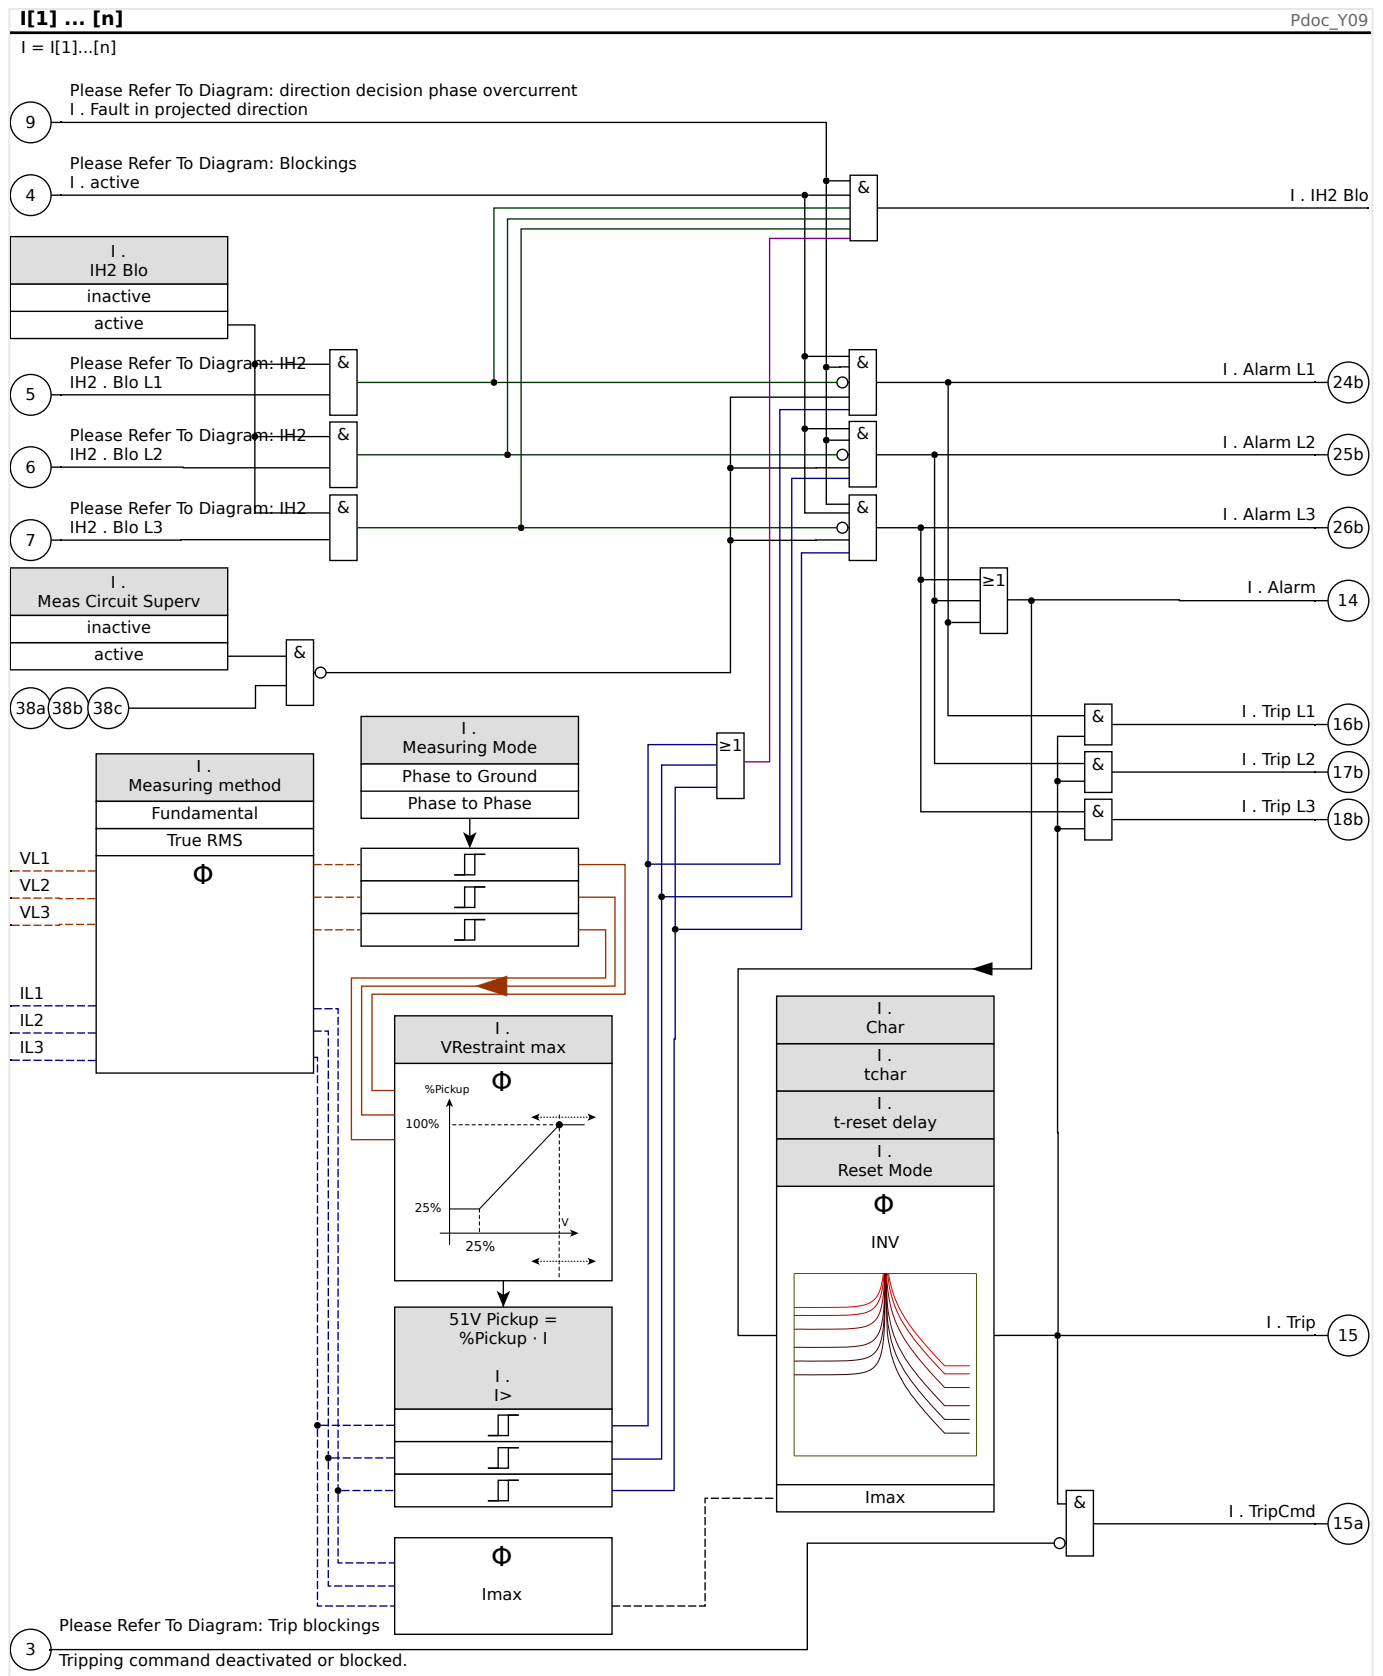 I[1] ... [n]
Pdoc_Y09
I = I[1]...[n]
Please Refer To Diagram: direction decision phase overcurrent
9
I . Fault in projected direction
Please Refer To Diagram: Blockings
4
I . active
&
I . IH2 Blo
I .
IH2 Blo
inactive
active
Please Refer To Diagram: IH2
5
IH2 . Blo L1
&
&
I . Alarm L1
24b
Please Refer To Diagram: IH2
6
IH2 . Blo L2
&
&
I . Alarm L2
25b
Please Refer To Diagram: IH2
7
IH2 . Blo L3
&
&
I . Alarm L3
26b
I .
Meas Circuit Superv
inactive
active
&
38a
38b
38c
≥1
I . Alarm
14
I .
Measuring Mode
Phase to Ground
Phase to Phase
≥1
&
I . Trip L1
16b
&
I . Trip L2
17b
&
I . Trip L3
18b
I .
Measuring method
Fundamental
True RMS
Φ
VL1
VL2
VL3
IL1
IL2
IL3
I .
VRestraint max
Φ
%Pickup
100%
25%
V
25%
I .
Char
I .
tchar
I .
t-reset delay
I .
Reset Mode
Φ
INV
Imax
51V Pickup =
%Pickup · I
I .
I>
I . Trip
15
Φ
Imax
&
I . TripCmd
15a
Please Refer To Diagram: Trip blockings
3
Tripping command deactivated or blocked.